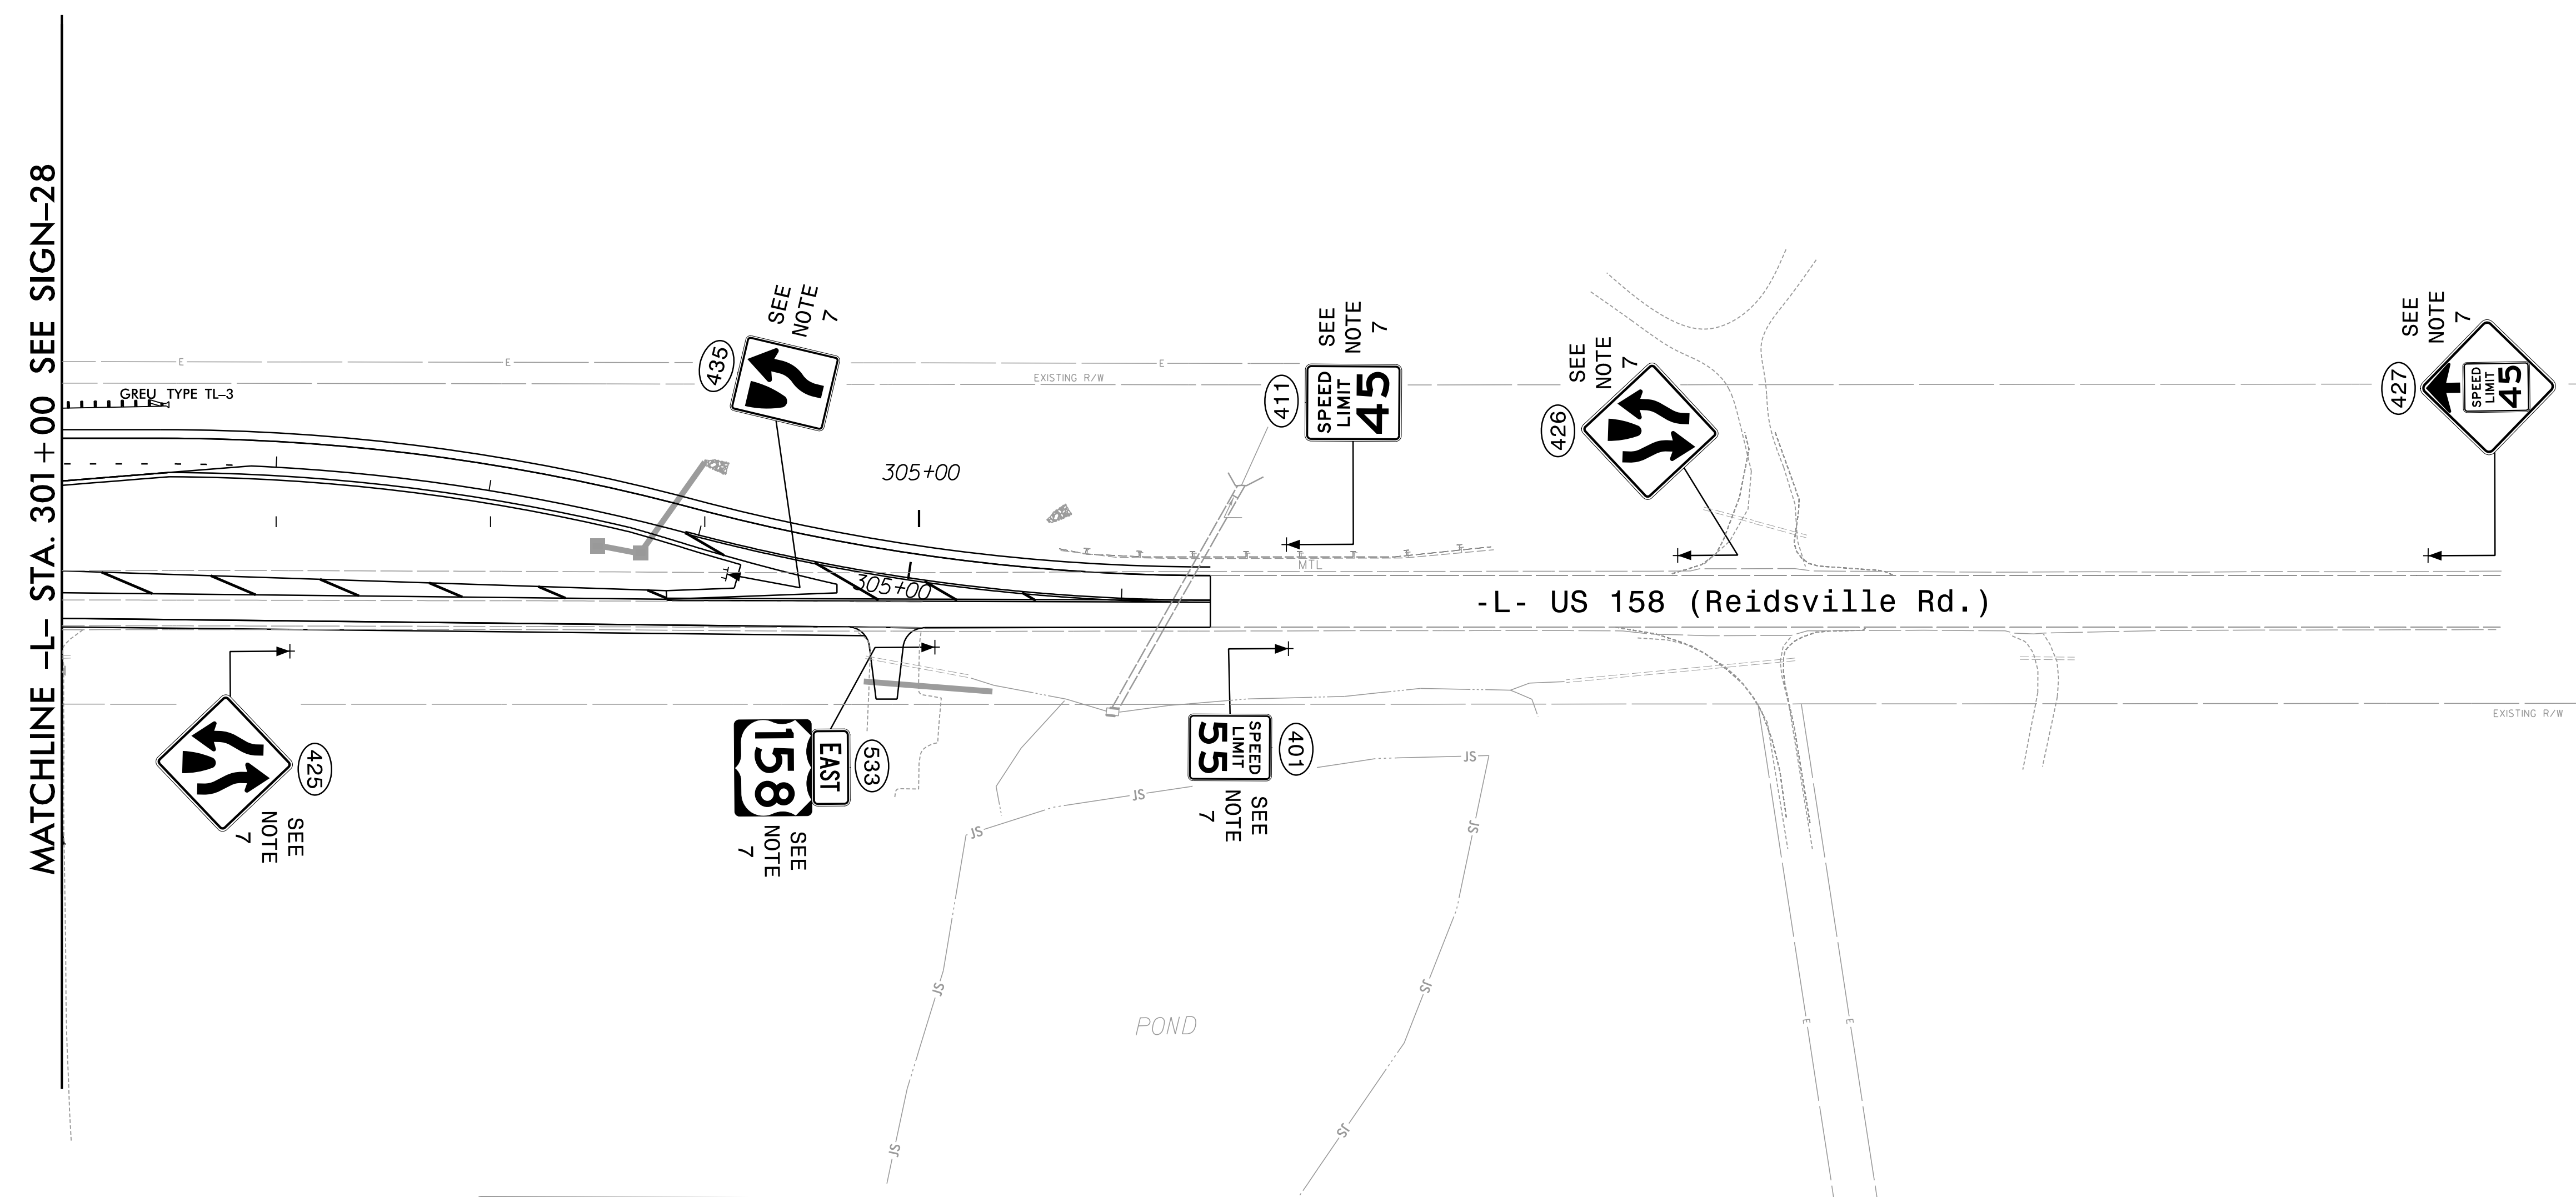 MATCHLINE -L- STA. 301+00 SEE SIGN-28
GREU TYPE TL-3
E
E
E
EXISTING R/W
435
SEE
NOTE
7
305+00
305+00
411
SPEED
LIMIT
45
SEE
NOTE
7
MTL
426
SEE
NOTE
7
427
SPEED
LIMIT
45
SEE
NOTE
7
-L- US 158 (Reidsville Rd.)
EXISTING R/W
425
SEE
NOTE
7
EAST
158
533
SEE
NOTE
7
SPEED
LIMIT
55
401
SEE
NOTE
7
JS
JS
JS
JS
JS
JS
JS
JS
POND
E
E